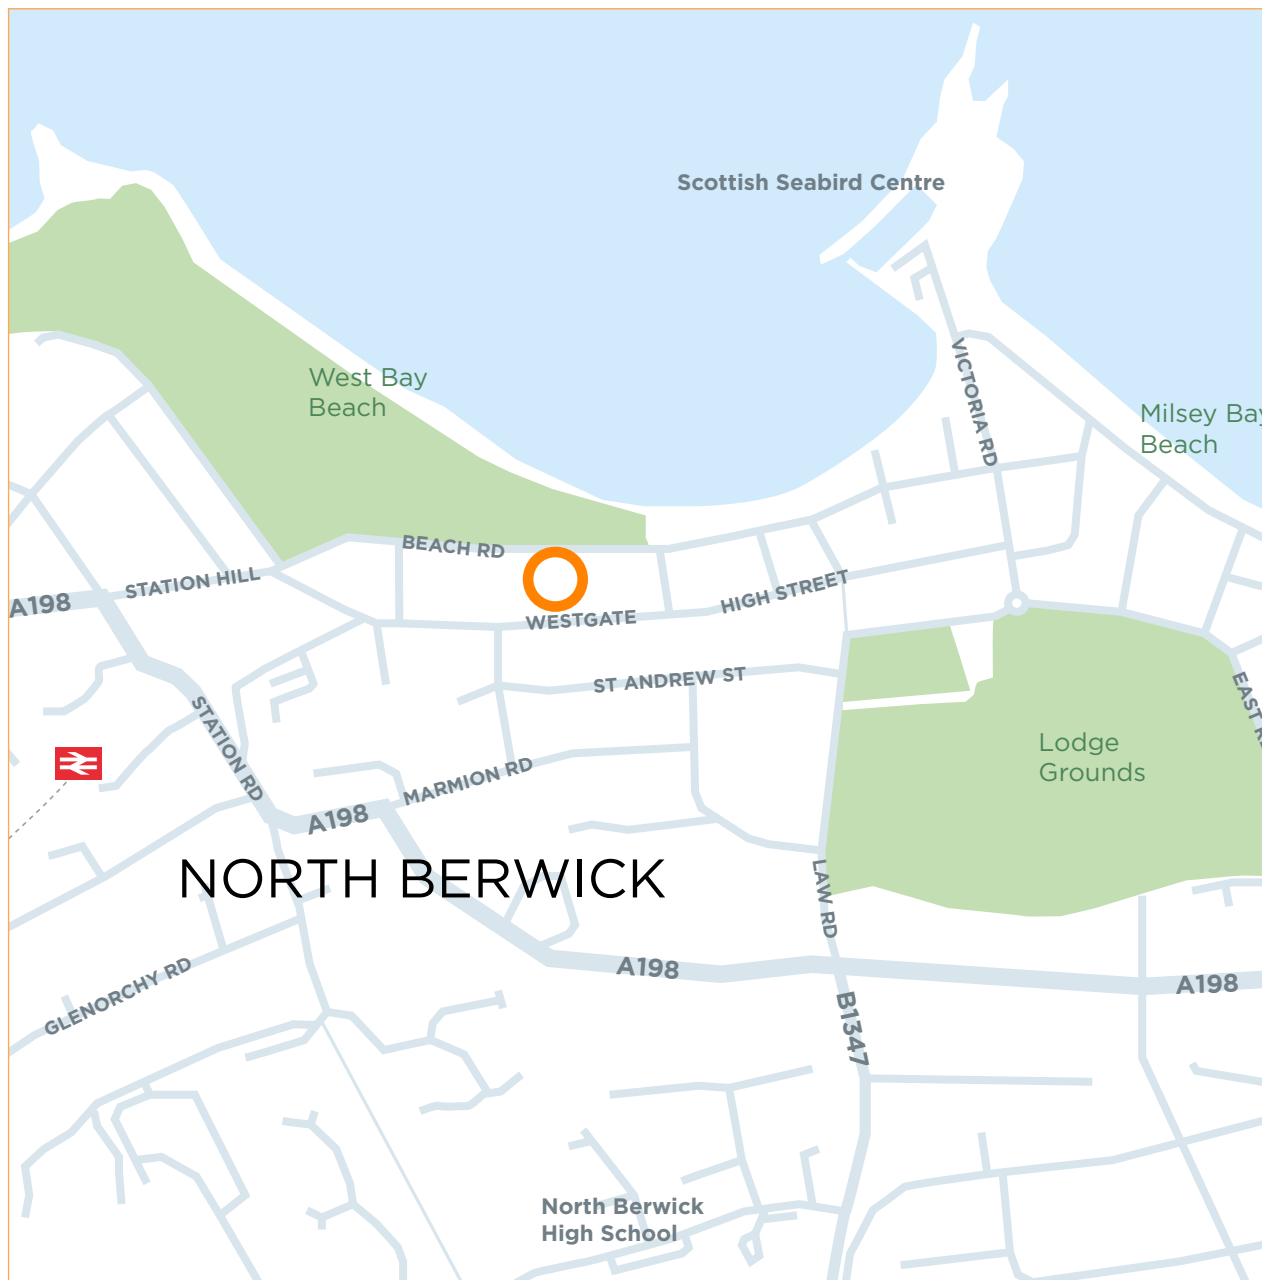 Scottish Seabird Centre
West Bay
Beach
VICTORIA RD
Milsey Bay
Beach
BEACH RD
STATION HILL
A198
HIGH STREET
WESTGATE
ST ANDREW ST
EAST
STATION RD
Lodge
Grounds
MARMION RD
A198
NORTH BERWICK
LAW RD
A198
GLENORCHY RD
A198
B1347
North Berwick
High School